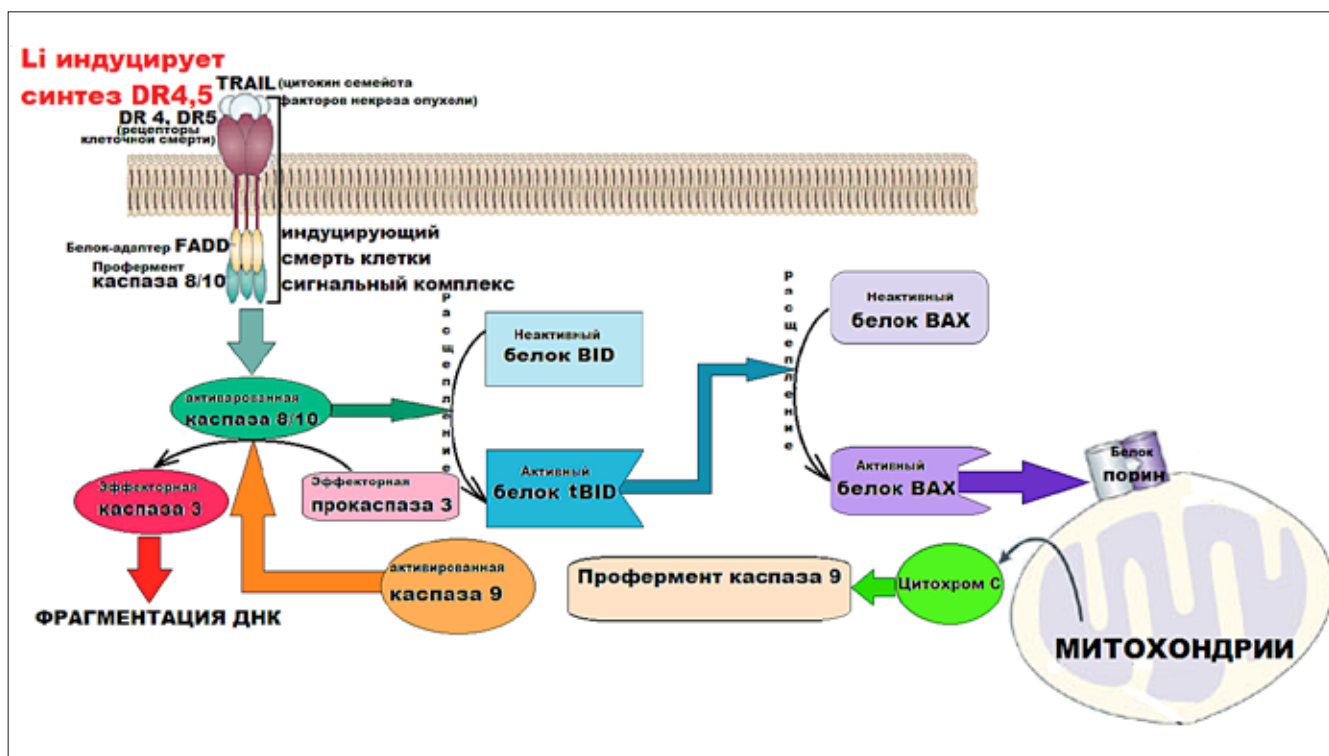 Li индуцирует
синтез DR4,5
TRAIL (цитокин семейста
факторов некроза опухоли)
DR 4, DR5
(рецепторы
клеточной смерти)
Белок-адаптер FADD
Профермент
каспаза 8/10
индуцирующий
смерть клетки
сигнальный комплекс
активарованная
каспаза 8/10
Расщепление
Неактивный
белок BID
Активный
белок tBID
Расщепление
Неактивный
белок BAX
Активный
белок BAX
Белок
порин
Эффекторная
каспаза 3
Эффекторная
прокаспаза 3
ФРАГМЕНТАЦИЯ ДНК
активированная
каспаза 9
Профермент каспаза 9
Цитохром С
МИТОХОНДРИИ